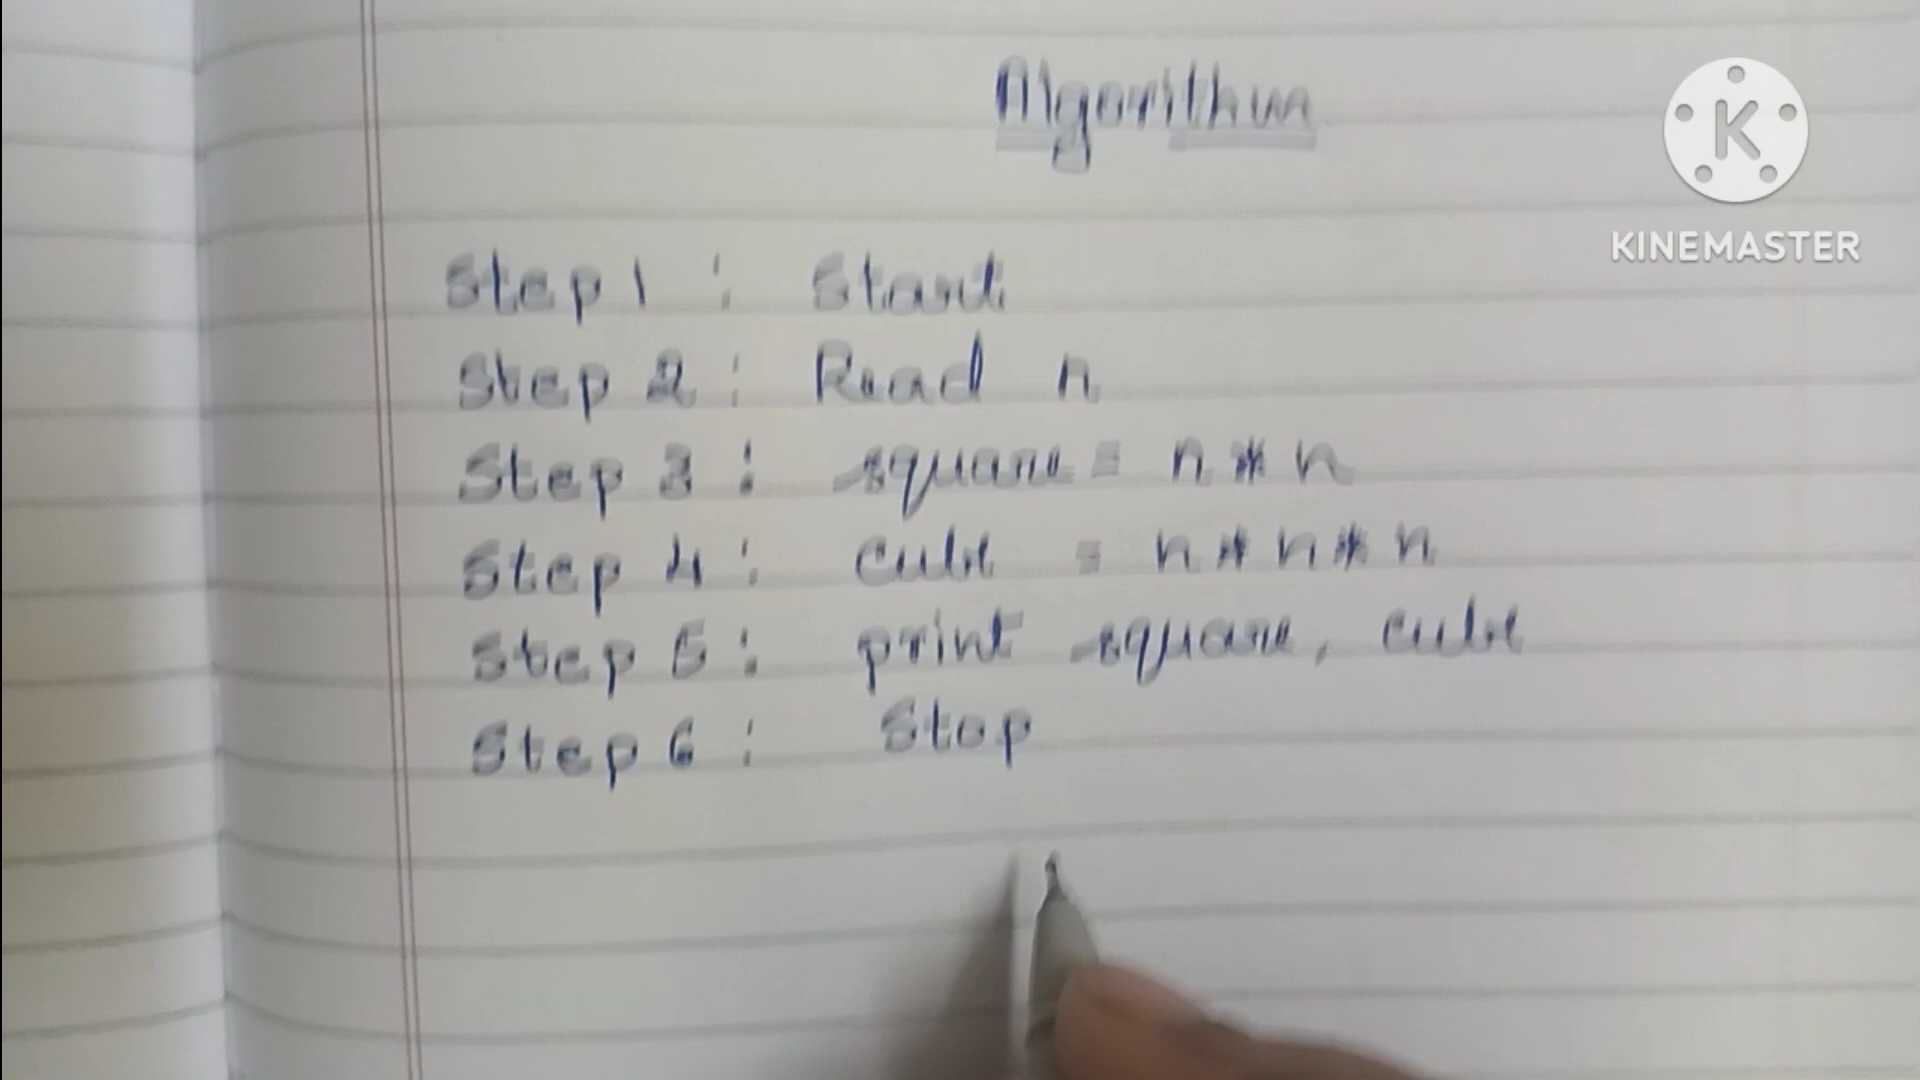 Algorithm
KINEMASTER
Step 1 : Start
Step 2 : Read n
Step 3 : square = n * n
Step 4 : cube = n * n * n
Step 5 : print square, cube
Step 6 : Stop